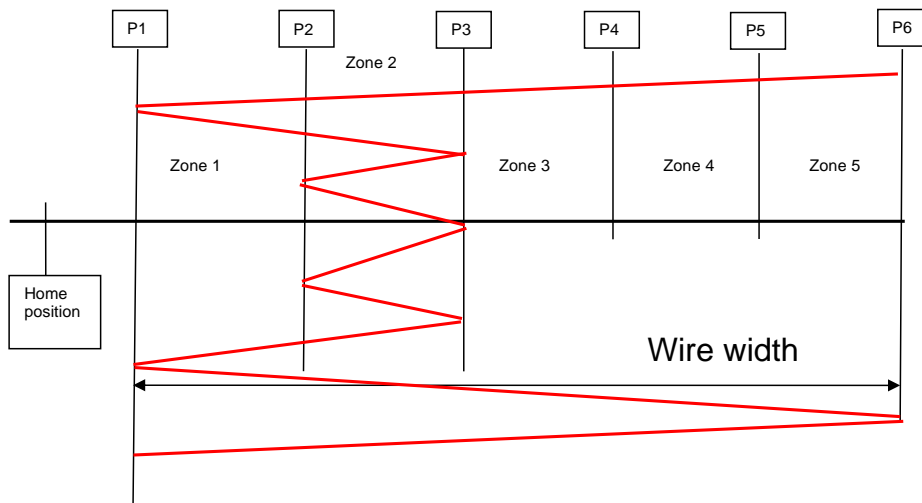 P1
P2
P3
P4
P5
P6
Zone 2
Zone 1
Zone 3
Zone 4
Zone 5
Home
position
Wire width